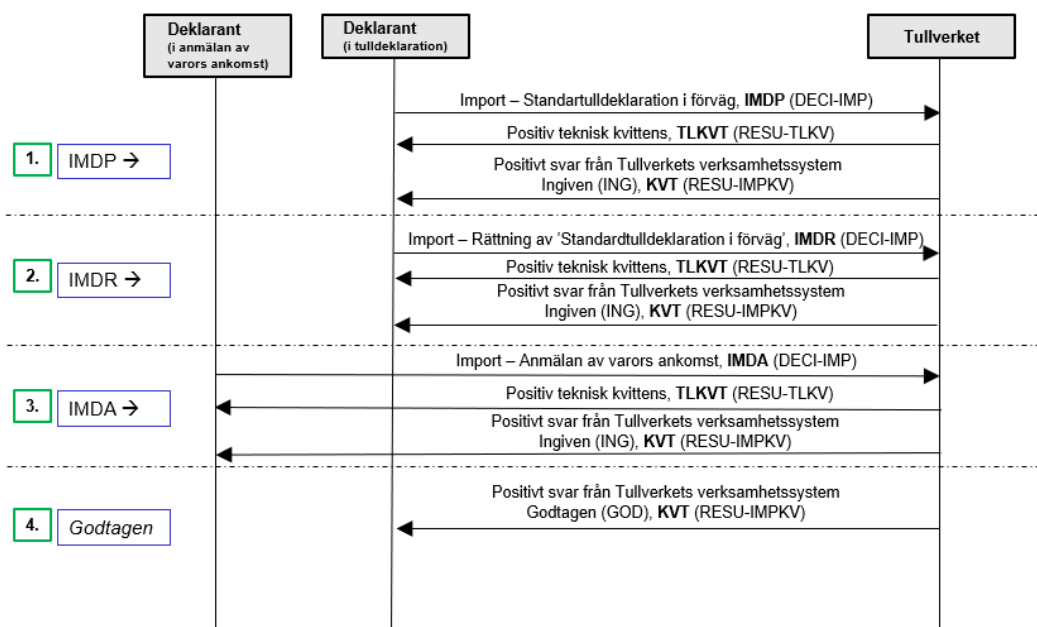 Deklarant
(i anmälan av
varors ankomst)
Deklarant
(i tulldeklaration)
Tullverket
Import – Standartulldeklaration i förväg, IMDP (DECI-IMP)
Positiv teknisk kvittens, TLKVT (RESU-TLKV)
1.
IMDP →
Positivt svar från Tullverkets verksamhetssystem
Ingiven (ING), KVT (RESU-IMPKV)
Import – Rättning av ’Standardtulldeklaration i förväg’, IMDR (DECI-IMP)
Positiv teknisk kvittens, TLKVT (RESU-TLKV)
2.
IMDR →
Positivt svar från Tullverkets verksamhetssystem
Ingiven (ING), KVT (RESU-IMPKV)
Import – Anmälan av varors ankomst, IMDA (DECI-IMP)
Positiv teknisk kvittens, TLKVT (RESU-TLKV)
3.
IMDA →
Positivt svar från Tullverkets verksamhetssystem
Ingiven (ING), KVT (RESU-IMPKV)
4.
Godtagen
Positivt svar från Tullverkets verksamhetssystem
Godtagen (GOD), KVT (RESU-IMPKV)